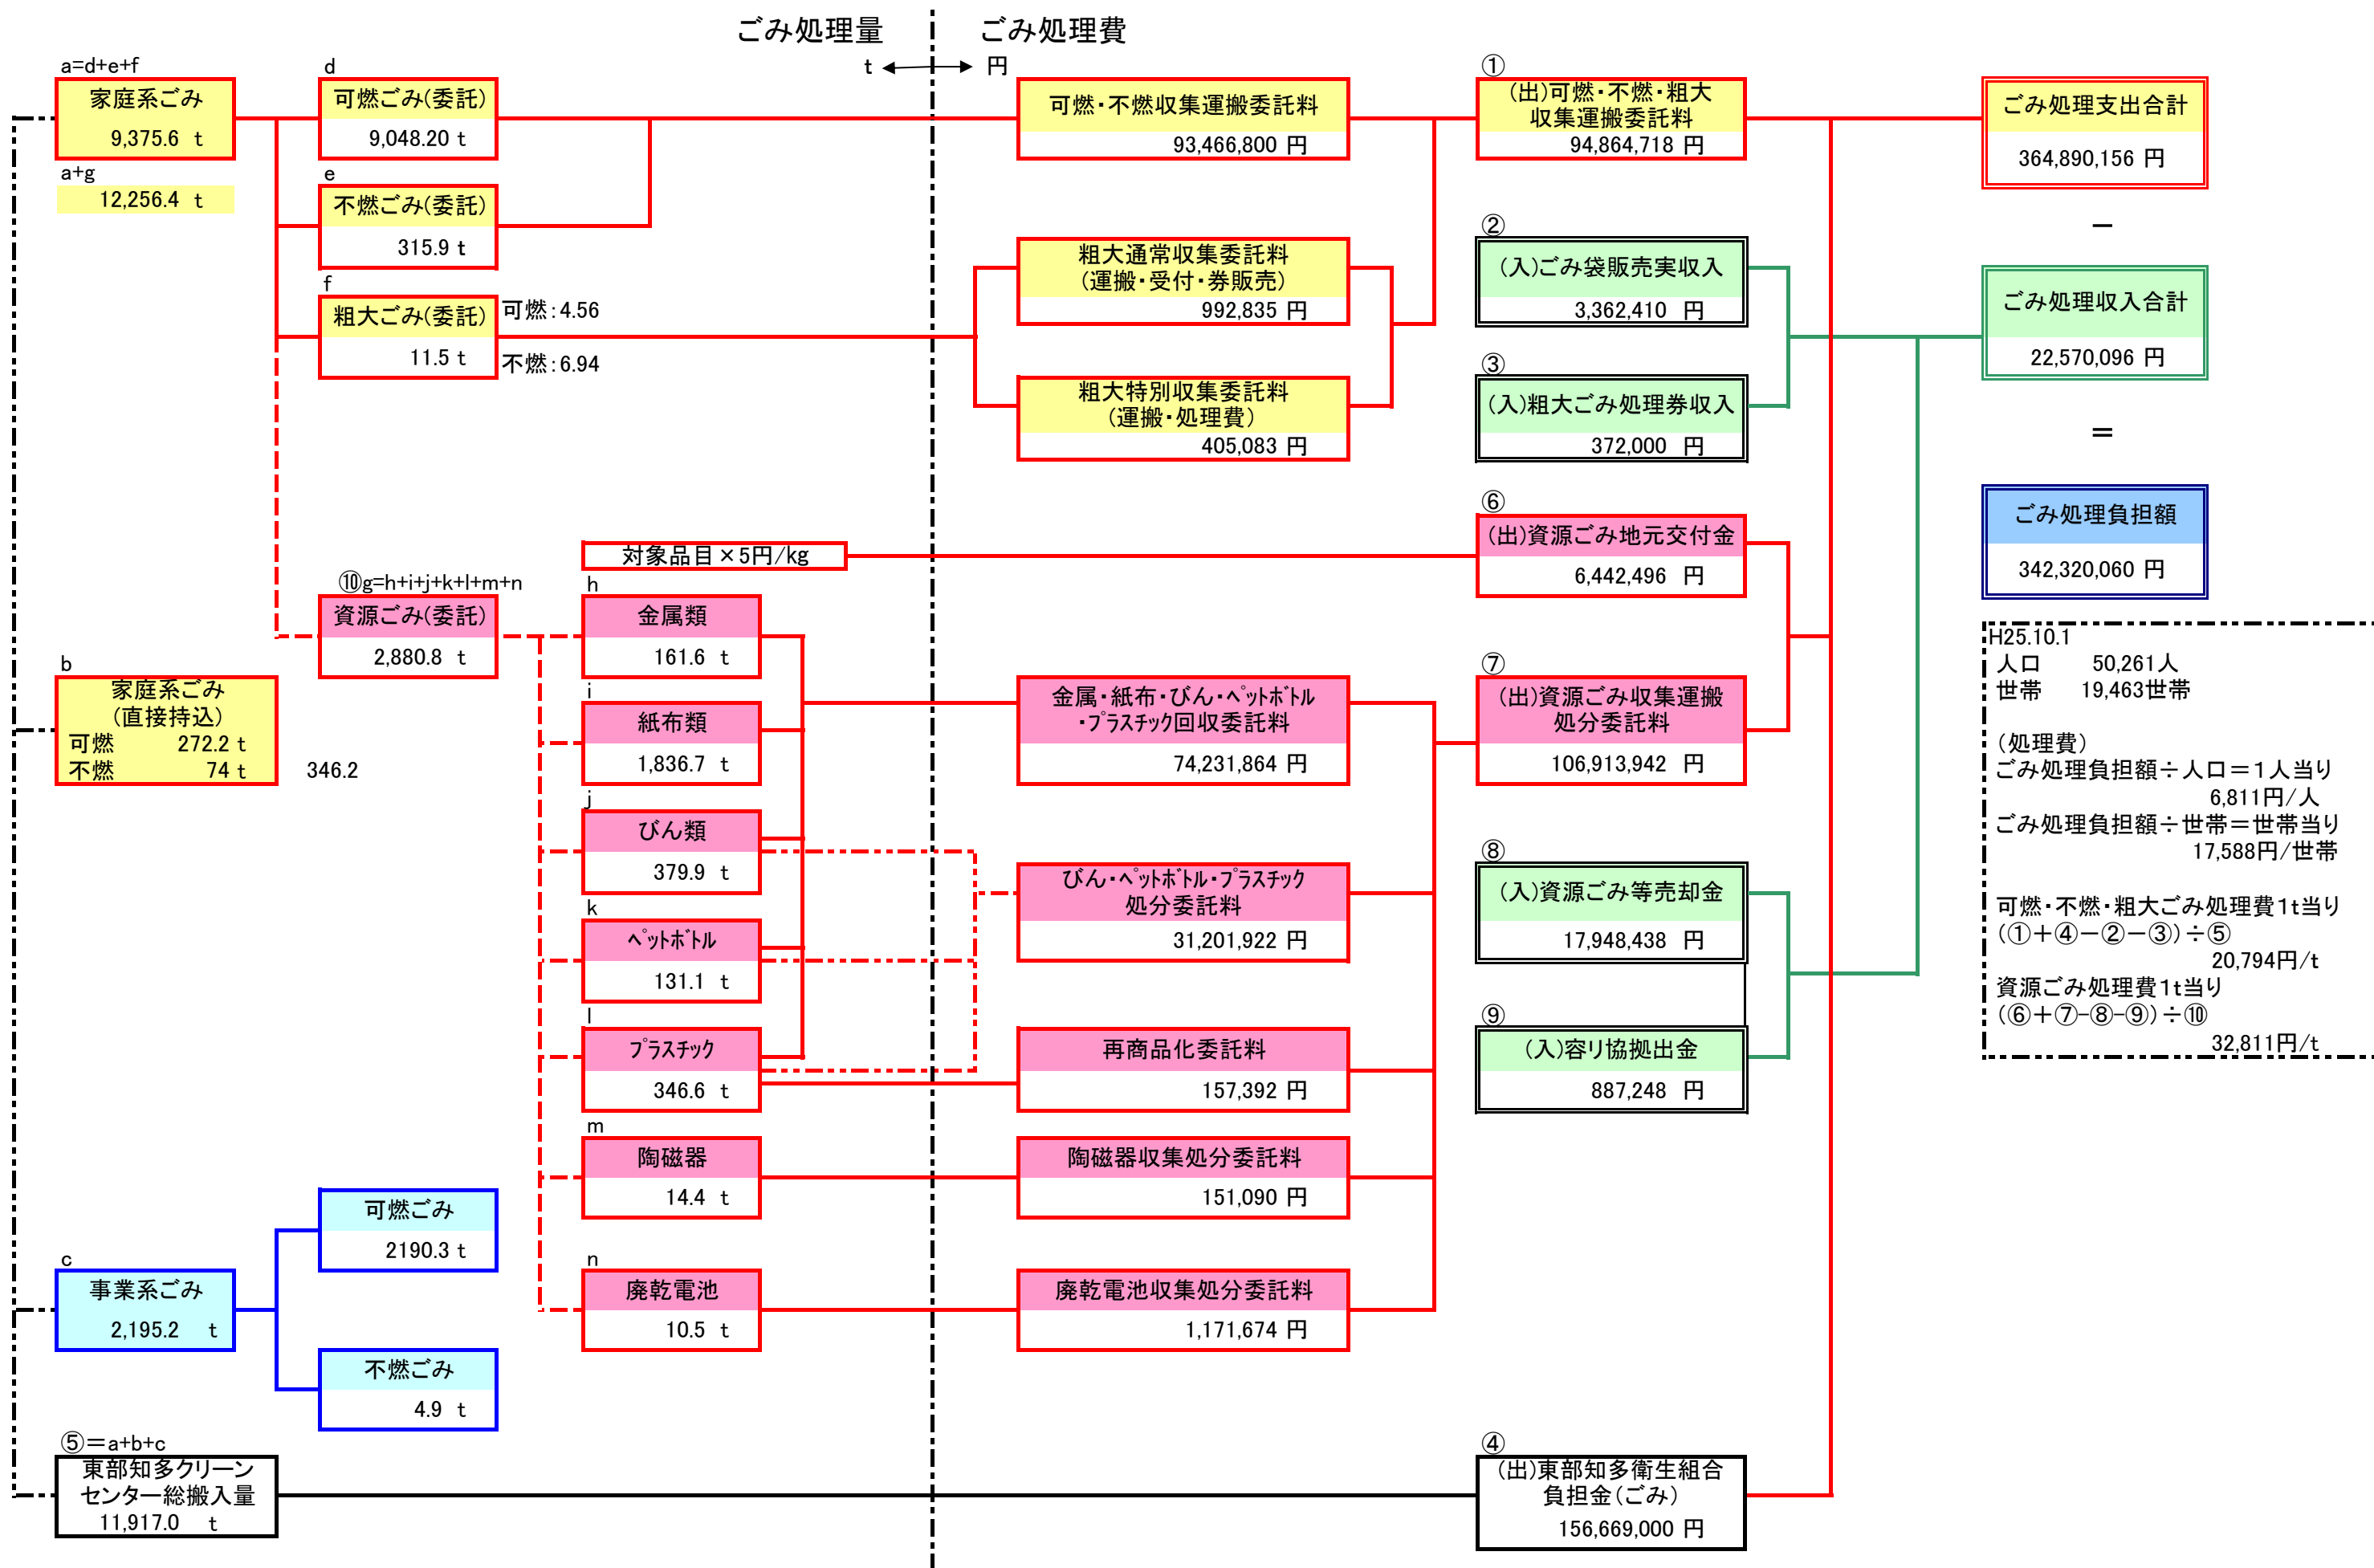 ごみ処理量
ごみ処理費
t
円
a=d+e+f
家庭系ごみ
9,375.6 t
a+g
12,256.4 t
d
可燃ごみ(委託)
9,048.20 t
e
不燃ごみ(委託)
315.9 t
f
粗大ごみ(委託)
11.5 t
可燃:4.56
不燃:6.94
可燃・不燃収集運搬委託料
93,466,800 円
粗大通常収集委託料
(運搬・受付・券販売)
992,835 円
粗大特別収集委託料
(運搬・処理費)
405,083 円
①
(出)可燃・不燃・粗大
収集運搬委託料
94,864,718 円
②
(入)ごみ袋販売実収入
3,362,410 円
③
(入)粗大ごみ処理券収入
372,000 円
ごみ処理支出合計
364,890,156 円
－
ごみ処理収入合計
22,570,096 円
＝
ごみ処理負担額
342,320,060 円
対象品目×5円/kg
⑥
(出)資源ごみ地元交付金
6,442,496 円
⑩g=h+i+j+k+l+m+n
資源ごみ(委託)
2,880.8 t
h
金属類
161.6 t
i
紙布類
1,836.7 t
j
びん類
379.9 t
k
ﾍﾟｯﾄﾎﾞﾄﾙ
131.1 t
l
ﾌﾟﾗｽﾁｯｸ
346.6 t
m
陶磁器
14.4 t
n
廃乾電池
10.5 t
b
家庭系ごみ
(直接持込)
可燃 272.2 t
不燃 74 t
346.2
金属・紙布・びん・ﾍﾟｯﾄﾎﾞﾄﾙ
・ﾌﾟﾗｽﾁｯｸ回収委託料
74,231,864 円
びん・ﾍﾟｯﾄﾎﾞﾄﾙ・ﾌﾟﾗｽﾁｯｸ
処分委託料
31,201,922 円
再商品化委託料
157,392 円
陶磁器収集処分委託料
151,090 円
廃乾電池収集処分委託料
1,171,674 円
⑦
(出)資源ごみ収集運搬
処分委託料
106,913,942 円
⑧
(入)資源ごみ等売却金
17,948,438 円
⑨
(入)容リ協拠出金
887,248 円
H25.10.1
人口 50,261人
世帯 19,463世帯
(処理費)
ごみ処理負担額÷人口＝1人当り
6,811円/人
ごみ処理負担額÷世帯＝世帯当り
17,588円/世帯
可燃・不燃・粗大ごみ処理費1t当り
(①＋④－②－③)÷⑤
20,794円/t
資源ごみ処理費1t当り
(⑥＋⑦-⑧-⑨)÷⑩
32,811円/t
c
事業系ごみ
2,195.2 t
可燃ごみ
2190.3 t
不燃ごみ
4.9 t
⑤＝a+b+c
東部知多クリーン
センター総搬入量
11,917.0 t
④
(出)東部知多衛生組合
負担金(ごみ)
156,669,000 円